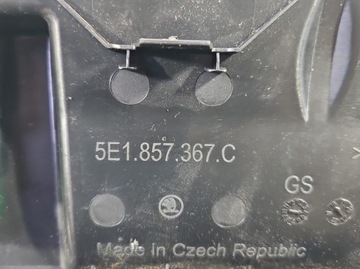 5E1.857.367.C
GS
Made In Czech Republic